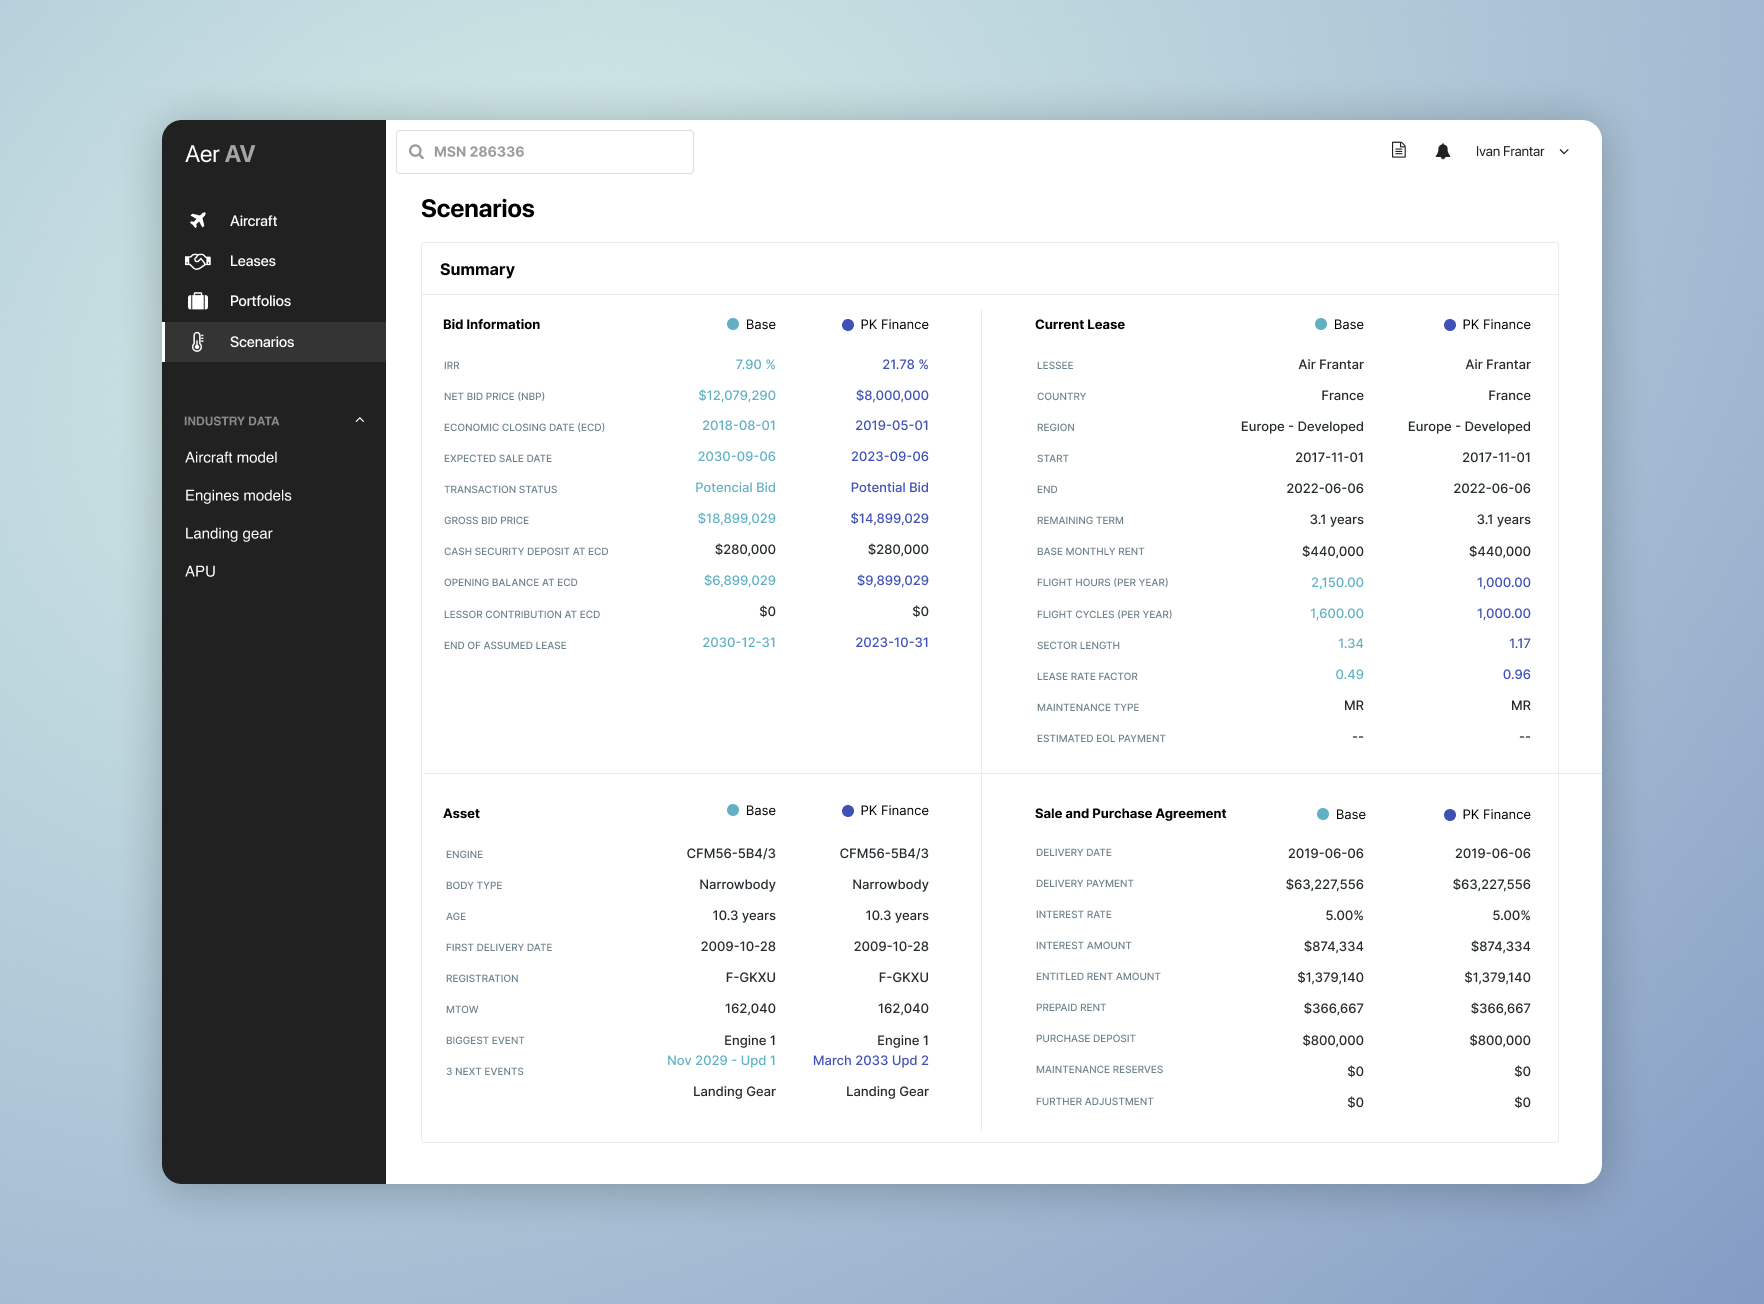 Aer AV
MSN 286336
Ivan Frantar
Aircraft
Leases
Portfolios
Scenarios
INDUSTRY DATA
Aircraft model
Engines models
Landing gear
APU
Scenarios
Summary
Bid Information Base PK Finance
IRR 7.90 % 21.78 %
NET BID PRICE (NBP) $12,079,290 $8,000,000
ECONOMIC CLOSING DATE (ECD) 2018-08-01 2019-05-01
EXPECTED SALE DATE 2030-09-06 2023-09-06
TRANSACTION STATUS Potencial Bid Potential Bid
GROSS BID PRICE $18,899,029 $14,899,029
CASH SECURITY DEPOSIT AT ECD $280,000 $280,000
OPENING BALANCE AT ECD $6,899,029 $9,899,029
LESSOR CONTRIBUTION AT ECD $0 $0
END OF ASSUMED LEASE 2030-12-31 2023-10-31
Current Lease Base PK Finance
LESSEE Air Frantar Air Frantar
COUNTRY France France
REGION Europe - Developed Europe - Developed
START 2017-11-01 2017-11-01
END 2022-06-06 2022-06-06
REMAINING TERM 3.1 years 3.1 years
BASE MONTHLY RENT $440,000 $440,000
FLIGHT HOURS (PER YEAR) 2,150.00 1,000.00
FLIGHT CYCLES (PER YEAR) 1,600.00 1,000.00
SECTOR LENGTH 1.34 1.17
LEASE RATE FACTOR 0.49 0.96
MAINTENANCE TYPE MR MR
ESTIMATED EOL PAYMENT -- --
Asset Base PK Finance
ENGINE CFM56-5B4/3 CFM56-5B4/3
BODY TYPE Narrowbody Narrowbody
AGE 10.3 years 10.3 years
FIRST DELIVERY DATE 2009-10-28 2009-10-28
REGISTRATION F-GKXU F-GKXU
MTOW 162,040 162,040
BIGGEST EVENT Engine 1 Engine 1
Nov 2029 - Upd 1 March 2033 Upd 2
3 NEXT EVENTS
Landing Gear Landing Gear
Sale and Purchase Agreement Base PK Finance
DELIVERY DATE 2019-06-06 2019-06-06
DELIVERY PAYMENT $63,227,556 $63,227,556
INTEREST RATE 5.00% 5.00%
INTEREST AMOUNT $874,334 $874,334
ENTITLED RENT AMOUNT $1,379,140 $1,379,140
PREPAID RENT $366,667 $366,667
PURCHASE DEPOSIT $800,000 $800,000
MAINTENANCE RESERVES $0 $0
FURTHER ADJUSTMENT $0 $0